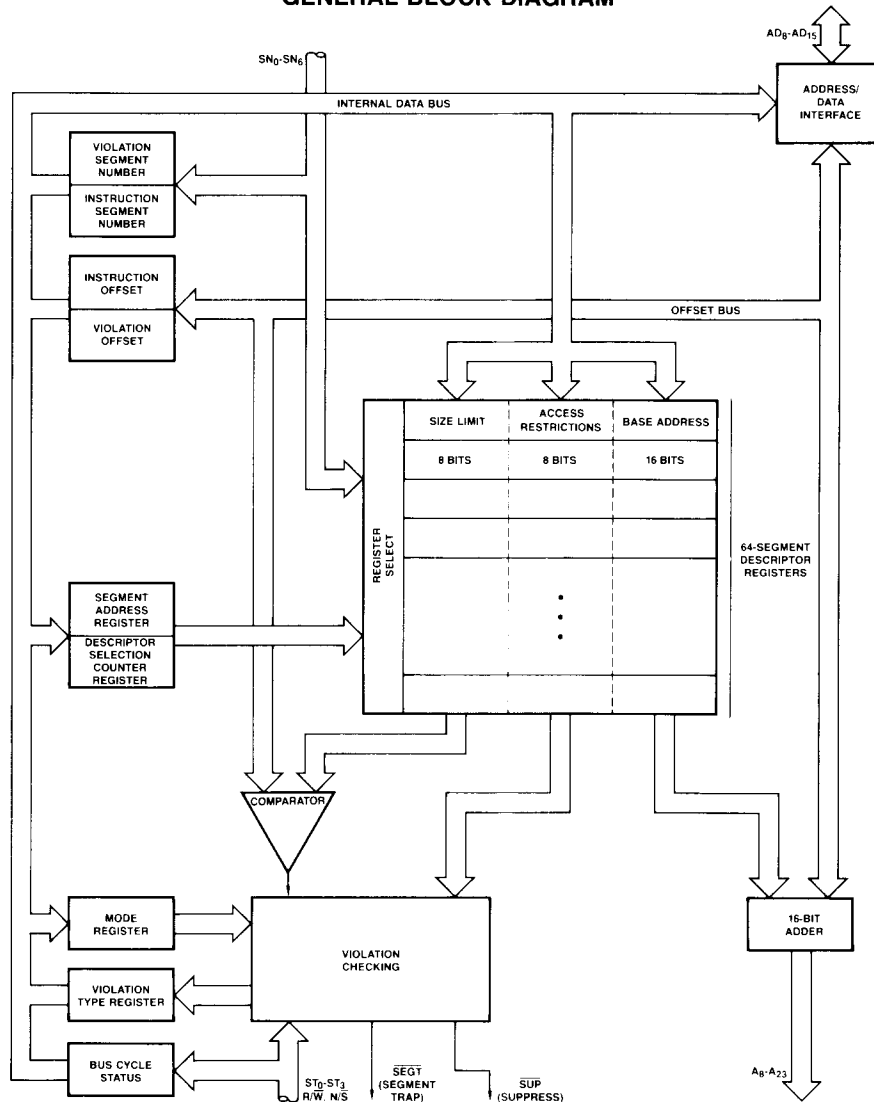 GENERAL BLOCK DIAGRAM
AD8-AD15
SN0-SN6
INTERNAL DATA BUS
ADDRESS/
DATA
INTERFACE
VIOLATION
SEGMENT
NUMBER
INSTRUCTION
SEGMENT
NUMBER
INSTRUCTION
OFFSET
VIOLATION
OFFSET
OFFSET BUS
SIZE LIMIT
ACCESS
RESTRICTIONS
BASE ADDRESS
8 BITS
8 BITS
16 BITS
REGISTER
SELECT
64-SEGMENT
DESCRIPTOR
REGISTERS
SEGMENT
ADDRESS
REGISTER
DESCRIPTOR
SELECTION
COUNTER
REGISTER
COMPARATOR
MODE
REGISTER
VIOLATION
CHECKING
16-BIT
ADDER
VIOLATION
TYPE REGISTER
BUS CYCLE
STATUS
ST0-ST3
R/W̅, N/S̅
S̅E̅G̅T̅
(SEGMENT
TRAP)
S̅U̅P̅
(SUPPRESS)
A8-A23